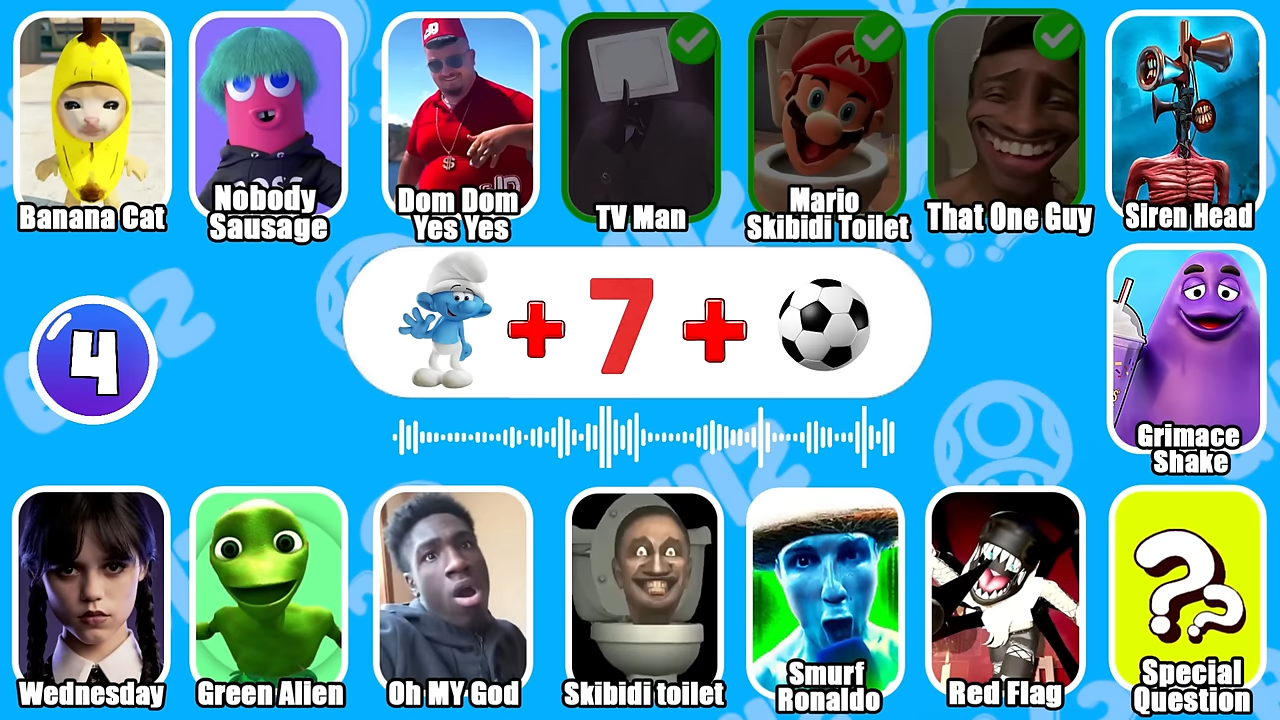 Banana Cat
Nobody
Sausage
Dom Dom
Yes Yes
TV Man
Mario
Skibidi Toilet
That One Guy
Siren Head
4
+ 7 +
Grimace
Shake
Wednesday
Green Alien
Oh MY God
Skibidi toilet
Smurf
Ronaldo
Red Flag
Special
Question